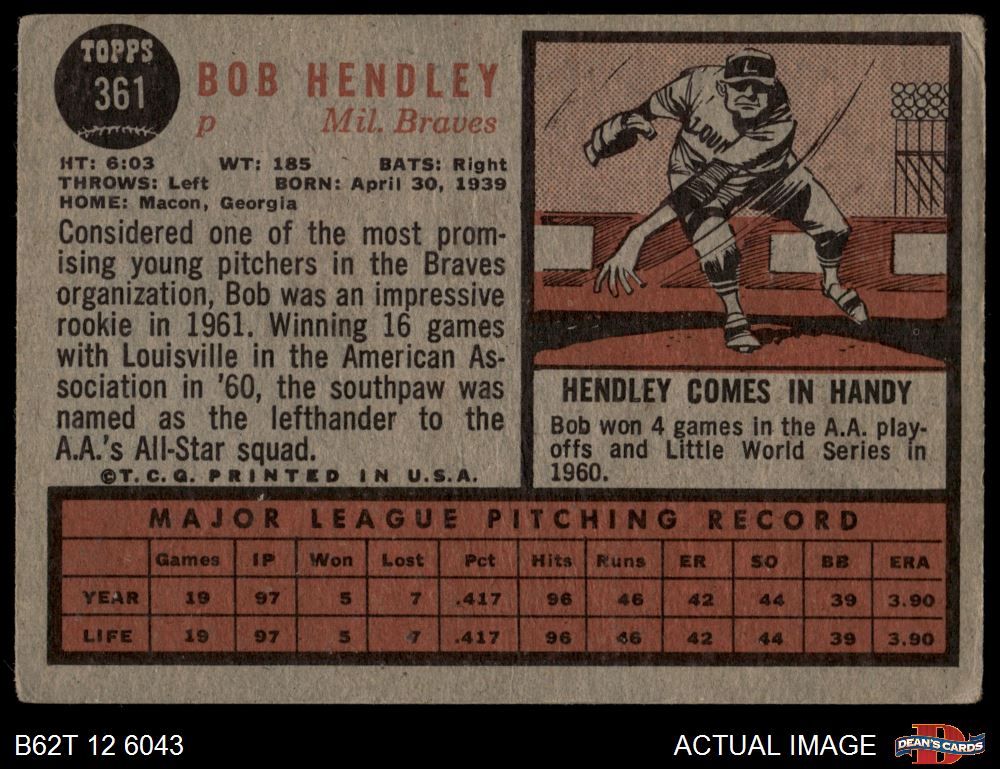 TOPPS
361
BOB HENDLEY
p Mil. Braves
HT: 6:03 WT: 185 BATS: Right
THROWS: Left BORN: April 30, 1939
HOME: Macon, Georgia
Considered one of the most prom-
ising young pitchers in the Braves
organization, Bob was an impressive
rookie in 1961. Winning 16 games
with Louisville in the American As-
sociation in '60, the southpaw was
named as the lefthander to the
A.A.'s All-Star squad.
©T.C.G. PRINTED IN U.S.A.
L
LOUIV
HENDLEY COMES IN HANDY
Bob won 4 games in the A.A. play-
offs and Little World Series in
1960.
MAJOR LEAGUE PITCHING RECORD
Games IP Won Lost Pct Hits Runs ER SO BB ERA
YEAR 19 97 5 7 .417 96 46 42 44 39 3.90
LIFE 19 97 5 7 .417 96 46 42 44 39 3.90
B62T 12 6043
ACTUAL IMAGE
DEAN'S CARDS